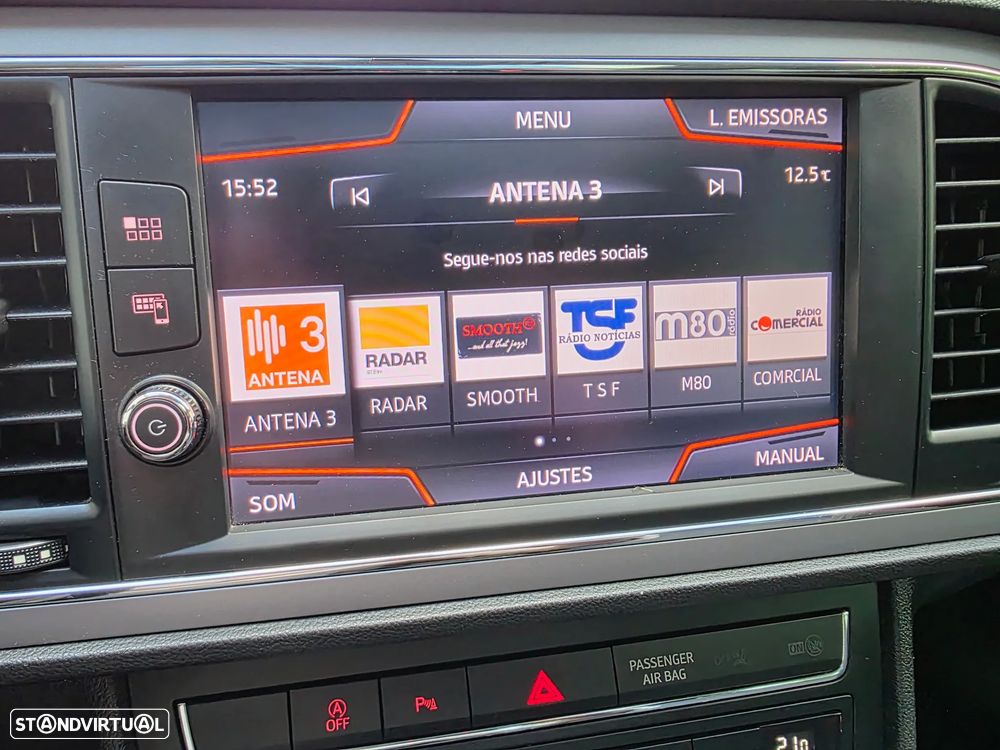 MENU
L. EMISSORAS
15:52
ANTENA 3
12.5℃
Segue-nos nas redes sociais
3
ANTENA
RADAR
SMOOTH
and all that jazz!
TSF
RÁDIO NOTÍCIAS
m80
rádio
RÁDIO
COMERCIAL
ANTENA 3
RADAR
SMOOTH
T S F
M80
COMRCIAL
SOM
AJUSTES
MANUAL
A
OFF
P
PASSENGER
AIR BAG
ON
STANDVIRTUAL